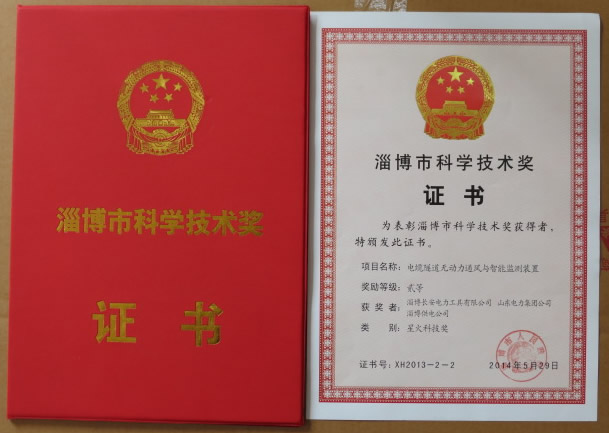 淄博市科学技术奖
证书
淄博市科学技术奖
证书
为表彰淄博市科学技术奖获得者，
特颁发此证书。
项目名称：电缆隧道无动力通风与智能监测装置
奖励等级：贰等
获奖者：淄博长安电力工具有限公司 山东电力集团公司
淄博供电公司
类别：星火科技奖
证书号：XH2013-2-2
2014年5月29日